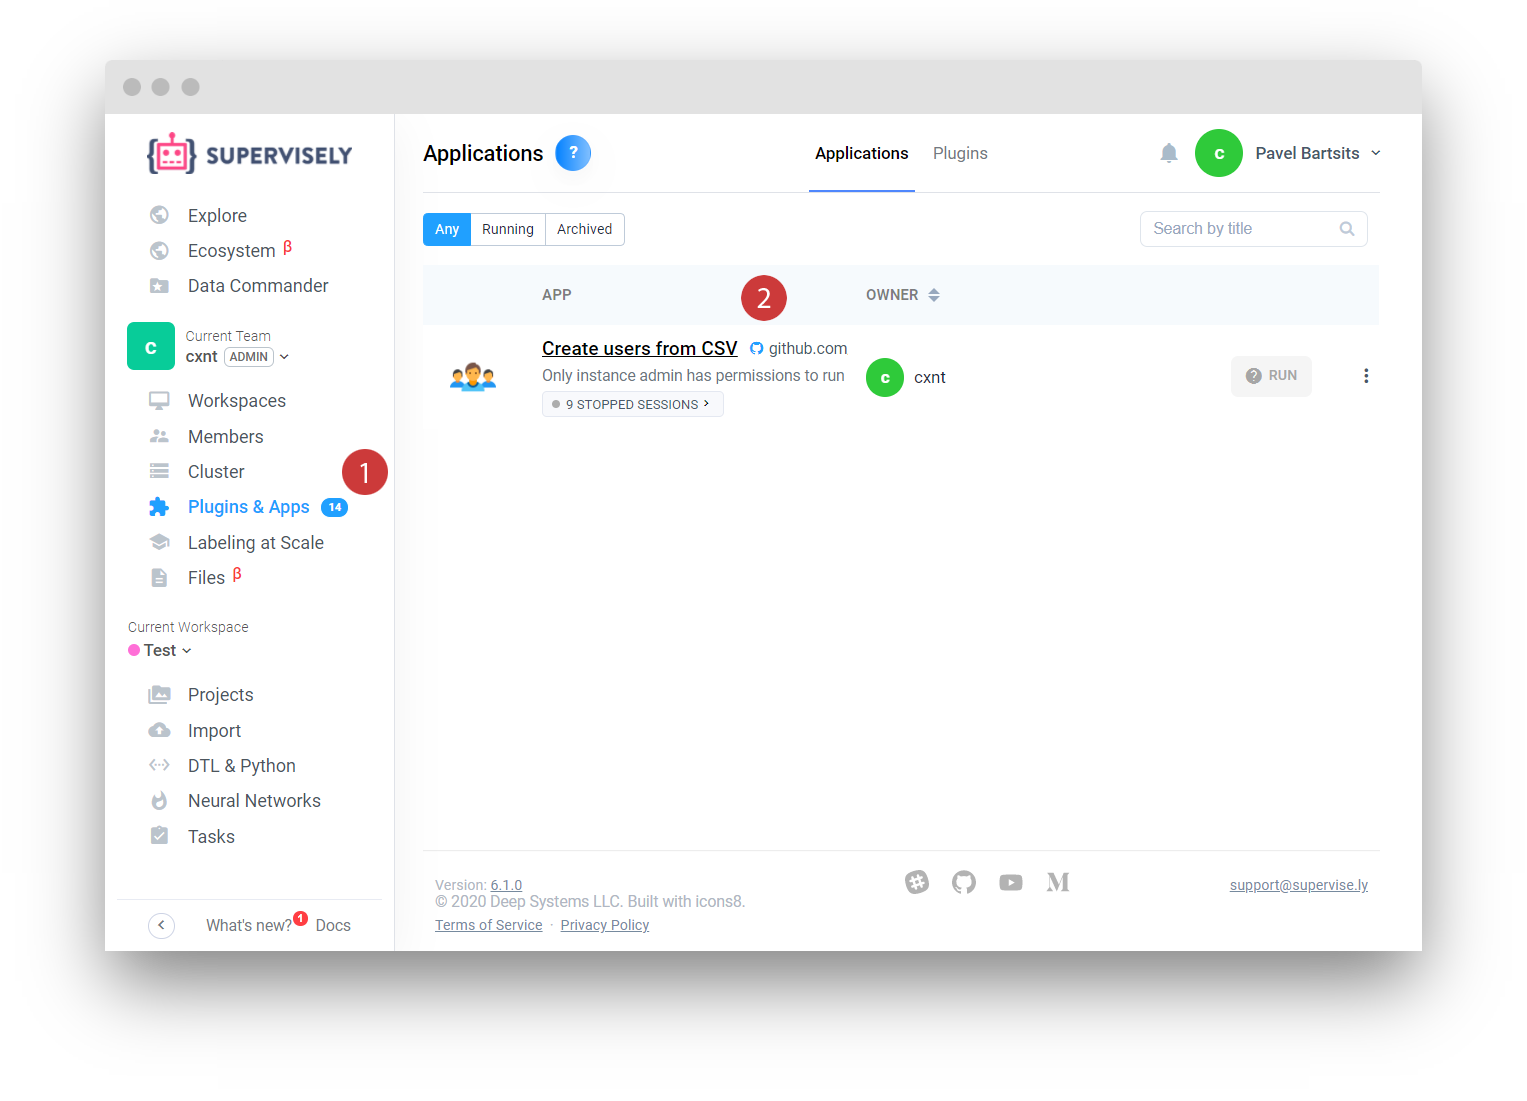 SUPERVISELY
Explore
Ecosystem β
Data Commander
c
Current Team
cxnt ADMIN
Workspaces
Members
Cluster
1
Plugins & Apps 14
Labeling at Scale
Files β
Current Workspace
Test
Projects
Import
DTL & Python
Neural Networks
Tasks
What's new? 1 Docs
Applications ?
Applications Plugins
c Pavel Bartsits
Any Running Archived
Search by title
APP 2 OWNER
Create users from CSV github.com
Only instance admin has permissions to run
9 STOPPED SESSIONS
c cxnt
? RUN
Version: 6.1.0
© 2020 Deep Systems LLC. Built with icons8.
Terms of Service · Privacy Policy
M
support@supervise.ly